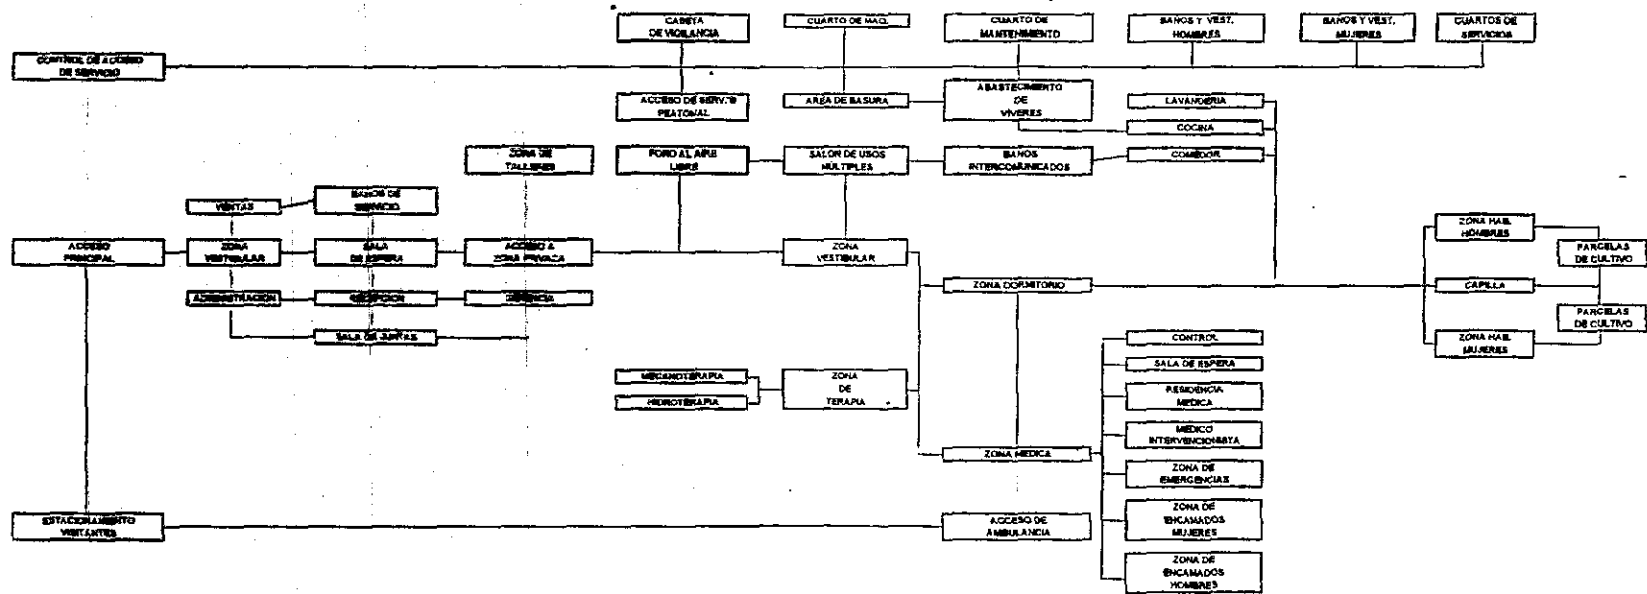 CASETA
DE VIGILANCIA
CUARTO DE MAQ.
CUARTO DE
MANTENIMIENTO
BAÑOS Y VEST.
HOMBRES
BAÑOS Y VEST.
MUJERES
CUARTOS DE
SERVICIOS
CONTROL DE ACCESO
DE SERVICIO
ACCESO DE SERV.
PEATONAL
AREA DE BASURA
ABASTECIMIENTO
DE
VIVERES
LAVANDERIA
COCINA
ZONA DE
TALLERES
FORO AL AIRE
LIBRE
SALON DE USOS
MÚLTIPLES
BANOS
INTERCOMUNICADOS
COMEDOR
VENTAS
BANOS DE
SERVICIO
ACCESO
PRINCIPAL
ZONA
VESTIBULAR
SALA
DE ESPERA
ACCESO A
ZONA PRIVADA
ZONA
VESTIBULAR
ZONA HAB.
HOMBRES
PARCELAS
DE CULTIVO
ADMINISTRACION
RECEPCION
GERENCIA
ZONA DORMITORIO
CAPILLA
PARCELAS
DE CULTIVO
SALA DE JUNTAS
ZONA HAB.
MUJERES
CONTROL
SALA DE ESPERA
MECANOTERAPIA
HIDROTERAPIA
ZONA
DE
TERAPIA
RESIDENCIA
MEDICA
MEDICO
INTERVENCIONISTA
ZONA MEDICA
ZONA DE
EMERGENCIAS
ESTACIONAMIENTO
VISITANTES
ACCESO DE
AMBULANCIA
ZONA DE
ENCAMADOS
MUJERES
ZONA DE
ENCAMADOS
HOMBRES